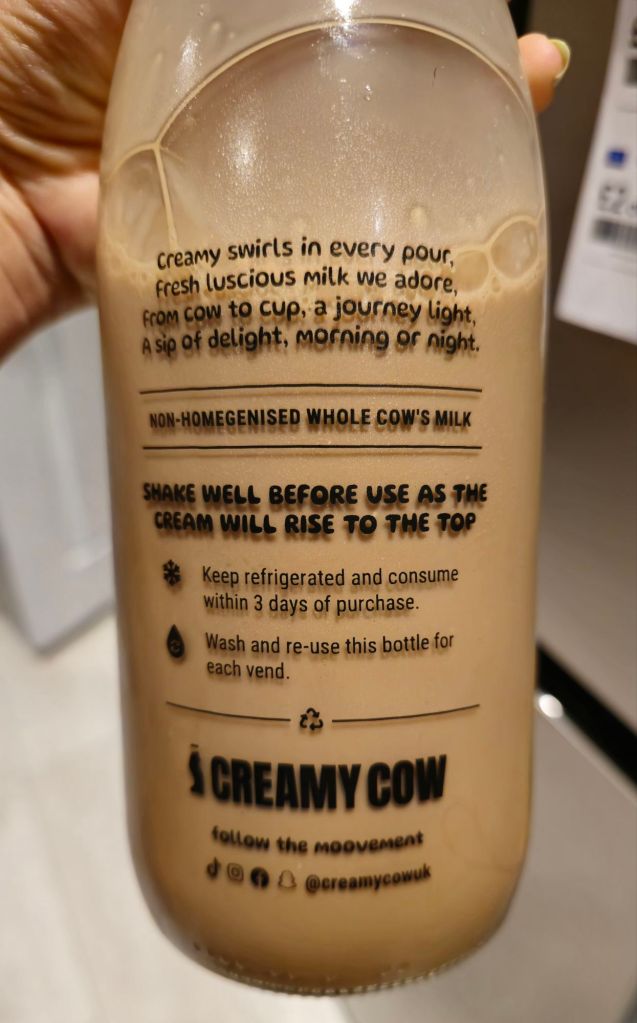 Creamy swirls in every pour,
fresh luscious milk we adore,
from cow to cup, a journey light,
A sip of delight, morning or night.
NON-HOMEGENISED WHOLE COW'S MILK
SHAKE WELL BEFORE USE AS THE
CREAM WILL RISE TO THE TOP
Keep refrigerated and consume
within 3 days of purchase.
Wash and re-use this bottle for
each vend.
CREAMY COW
follow the moovement
@creamycowuk